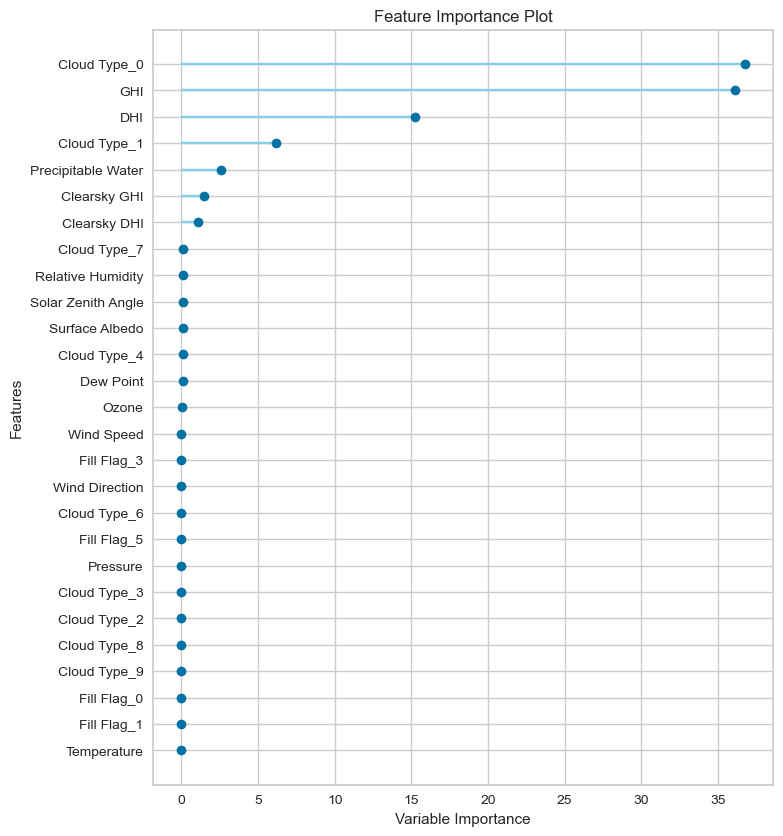 Feature Importance Plot
Cloud Type_0
GHI
DHI
Cloud Type_1
Precipitable Water
Clearsky GHI
Clearsky DHI
Cloud Type_7
Relative Humidity
Solar Zenith Angle
Surface Albedo
Cloud Type_4
Dew Point
Ozone
Wind Speed
Fill Flag_3
Wind Direction
Cloud Type_6
Fill Flag_5
Pressure
Cloud Type_3
Cloud Type_2
Cloud Type_8
Cloud Type_9
Fill Flag_0
Fill Flag_1
Temperature
Features
0 5 10 15 20 25 30 35
Variable Importance